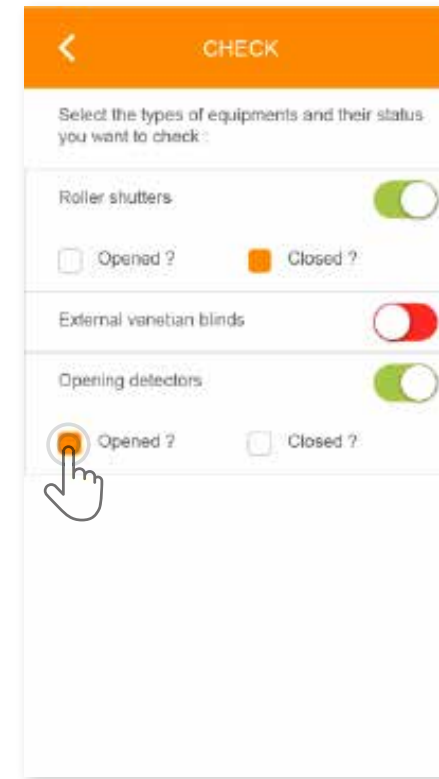 CHECK
Select the types of equipments and their status
you want to check :
Roller shutters
Opened ? Closed ?
External venetian blinds
Opening detectors
Opened ? Closed ?